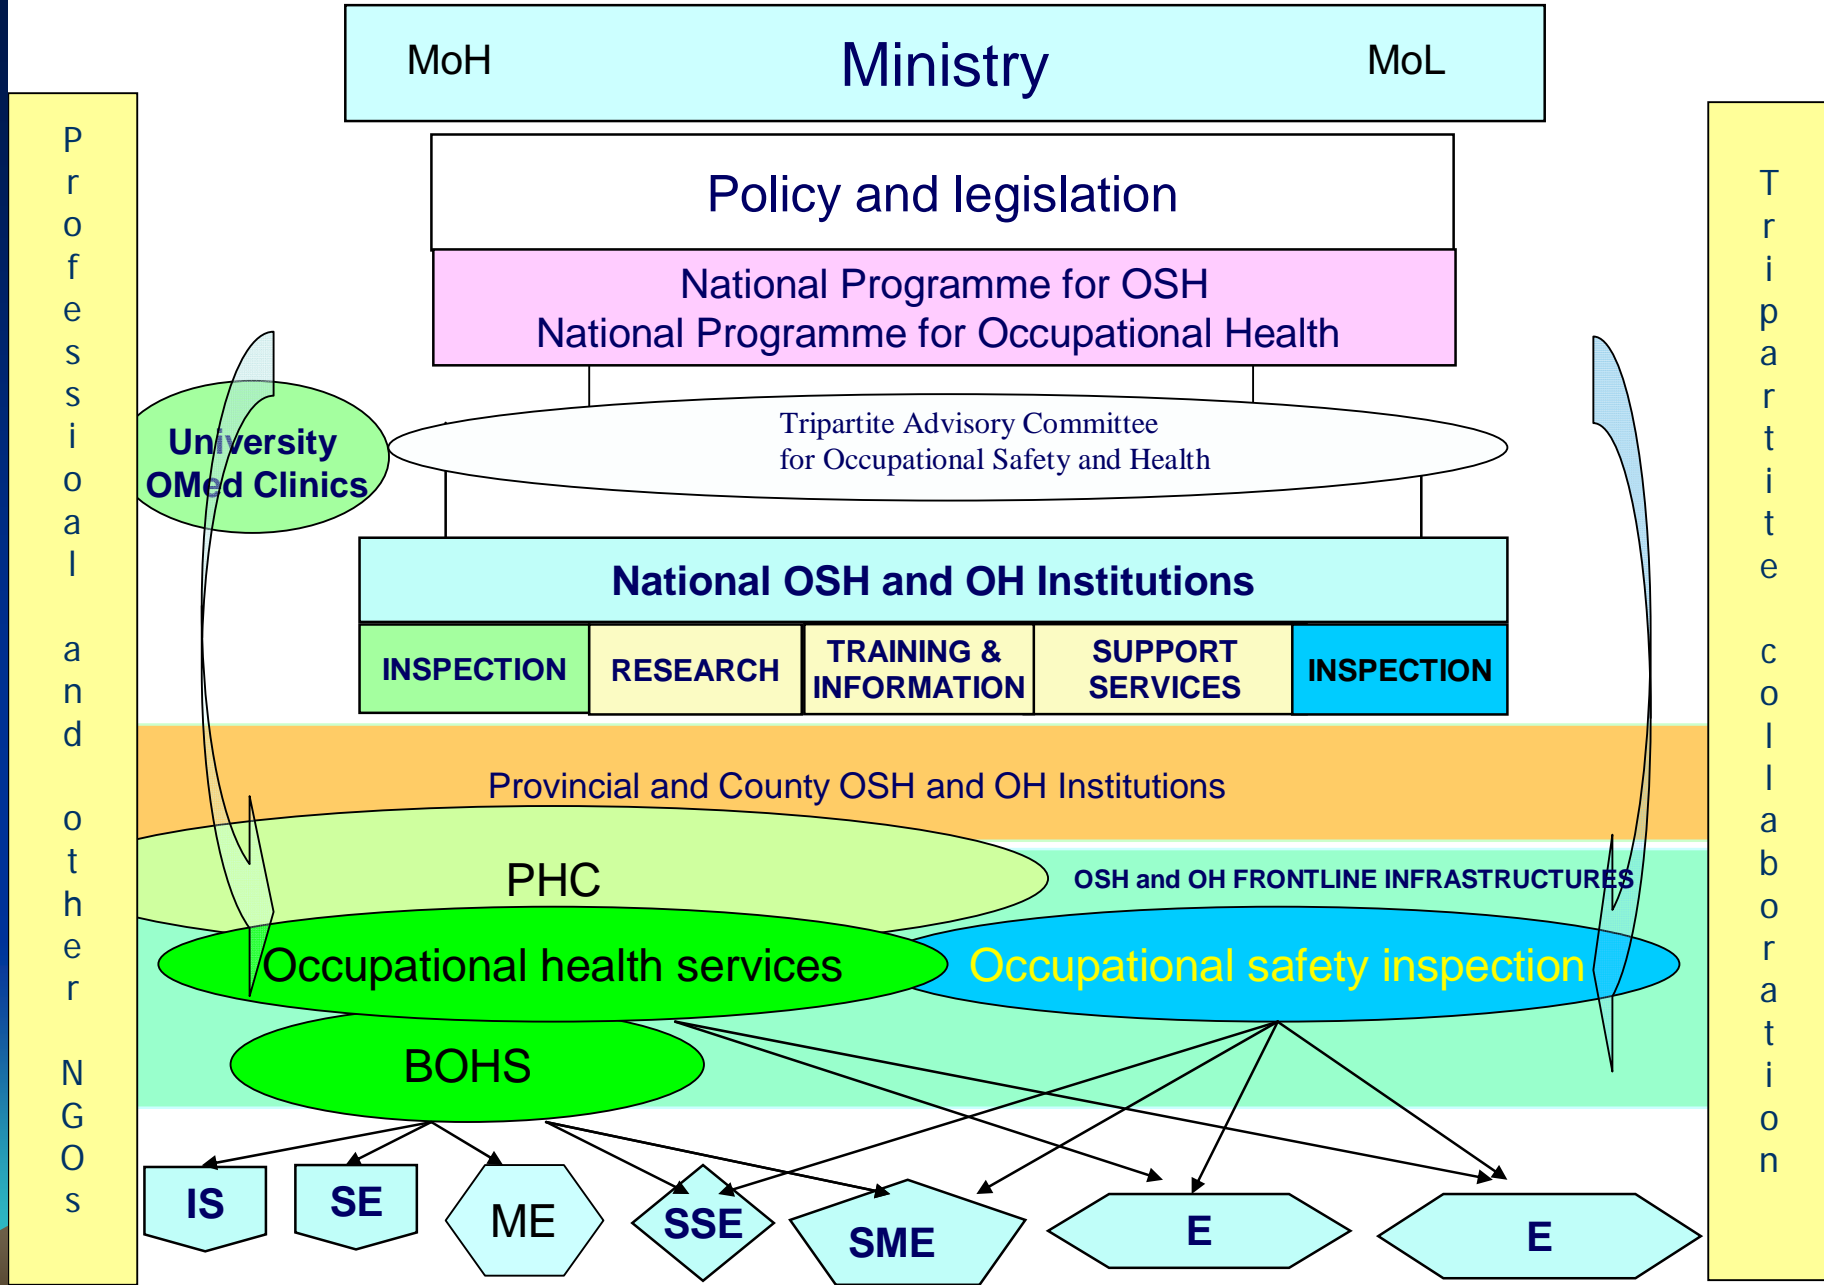 MoH
Ministry
MoL
Policy and legislation
National Programme for OSH
National Programme for Occupational Health
Tripartite Advisory Committee
for Occupational Safety and Health
University
OMed Clinics
National OSH and OH Institutions
INSPECTION
RESEARCH
TRAINING &
INFORMATION
SUPPORT
SERVICES
INSPECTION
Provincial and County OSH and OH Institutions
PHC
OSH and OH FRONTLINE INFRASTRUCTURES
Occupational health services
Occupational safety inspection
BOHS
IS
SE
ME
SSE
SME
E
E
Professional and other NGOs
Tripartite collaboration